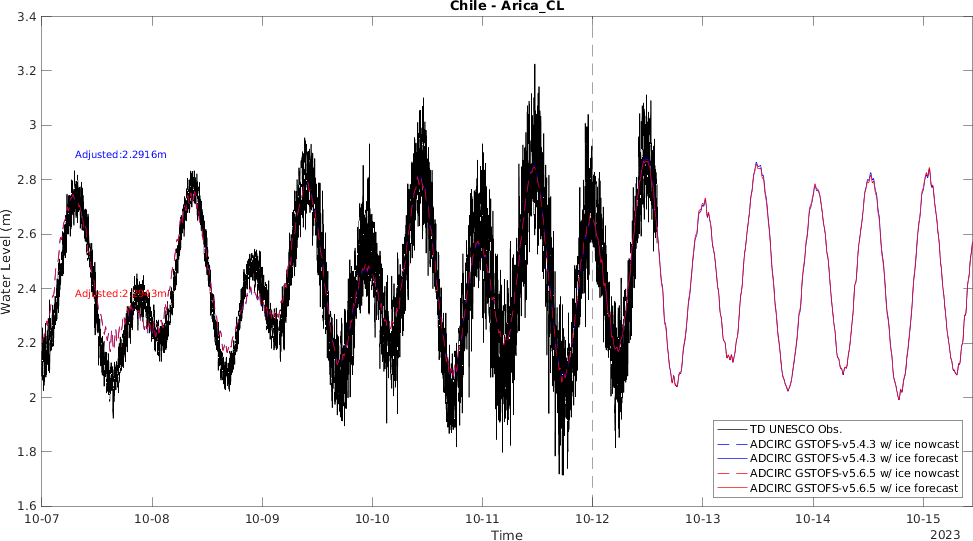 Chile - Arica_CL
3.4
3.2
3
2.8
2.6
2.4
2.2
2
1.8
1.6
Water Level (m)
Adjusted:2.2916m
TD UNESCO Obs.
ADCIRC GSTOFS-v5.4.3 w/ ice nowcast
ADCIRC GSTOFS-v5.4.3 w/ ice forecast
ADCIRC GSTOFS-v5.6.5 w/ ice nowcast
ADCIRC GSTOFS-v5.6.5 w/ ice forecast
10-07 10-08 10-09 10-10 10-11 10-12 10-13 10-14 10-15
Time
2023